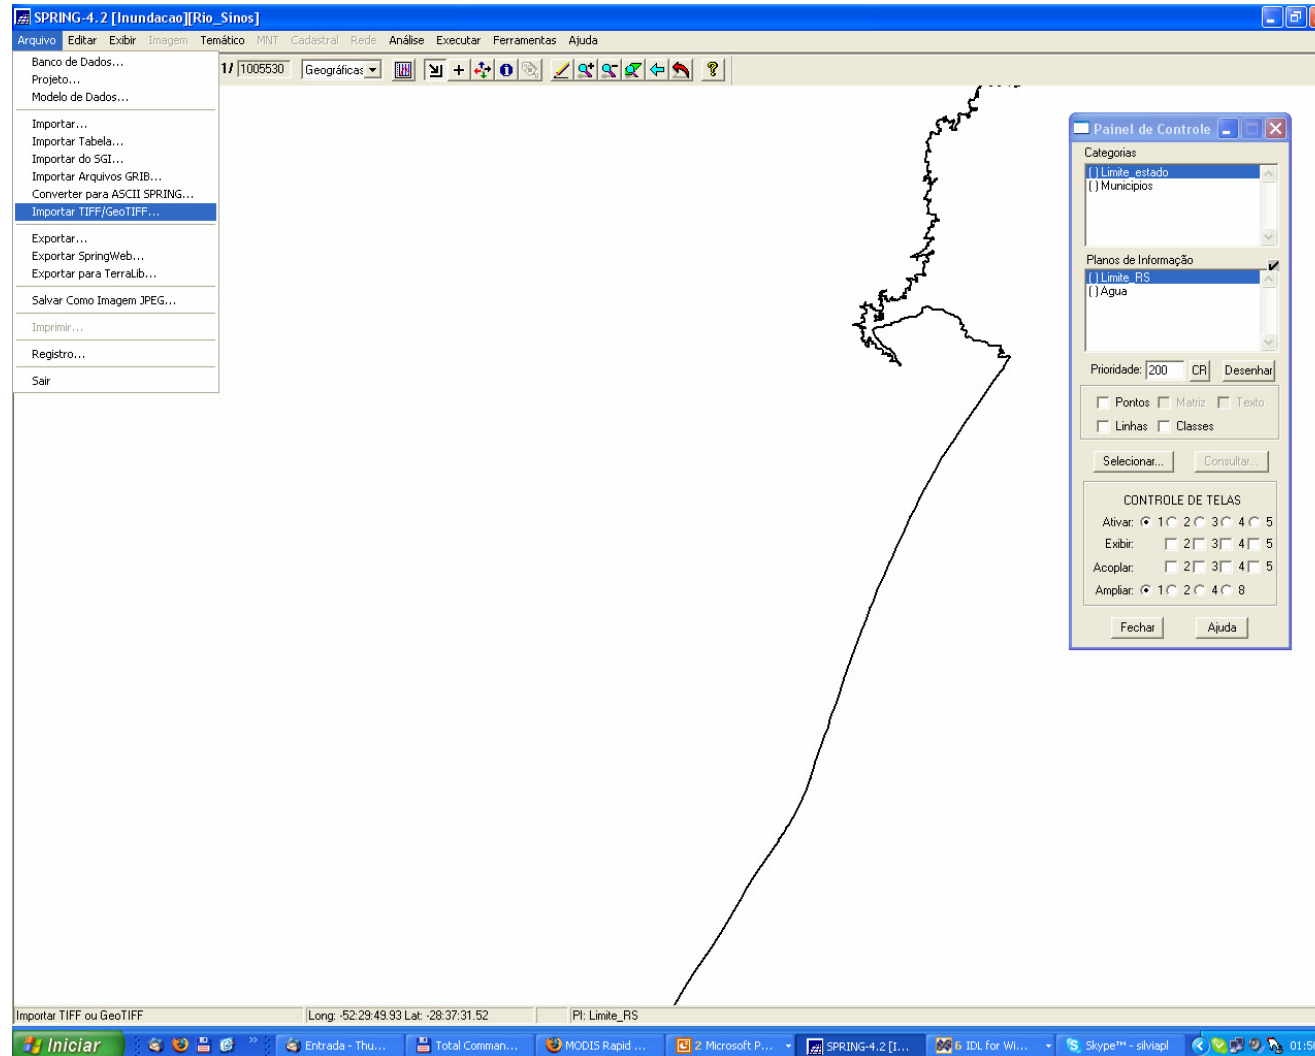 SPRING-4.2 [Inundacao][Rio_Sinos]
Arquivo Editar Exibir Imagem Temático MNT Cadastral Rede Análise Executar Ferramentas Ajuda
1/ 1005530 Geográficas
Banco de Dados...
Projeto...
Modelo de Dados...
Importar...
Importar Tabela...
Importar do SGI...
Importar Arquivos GRIB...
Converter para ASCII SPRING...
Importar TIFF/GeoTIFF...
Exportar...
Exportar SpringWeb...
Exportar para TerraLib...
Salvar Como Imagem JPEG...
Imprimir...
Registro...
Sair
Painel de Controle
Categorias
( ) Limite_estado
( ) Municipios
Planos de Informação
( ) Limite_RS
( ) Agua
Prioridade: 200 CR Desenhar
Pontos Matriz Texto
Linhas Classes
Selecionar... Consultar...
CONTROLE DE TELAS
Ativar: 1 2 3 4 5
Exibir: 2 3 4 5
Acoplar: 2 3 4 5
Ampliar: 1 2 4 8
Fechar Ajuda
Importar TIFF ou GeoTIFF Long: -52:29:49.93 Lat: -28:37:31.52 PI: Limite_RS
Iniciar Entrada - Thu... Total Comman... MODIS Rapid ... 2 Microsoft P... SPRING-4.2 [I... 6 IDL for Wi... Skype™ - silviapl